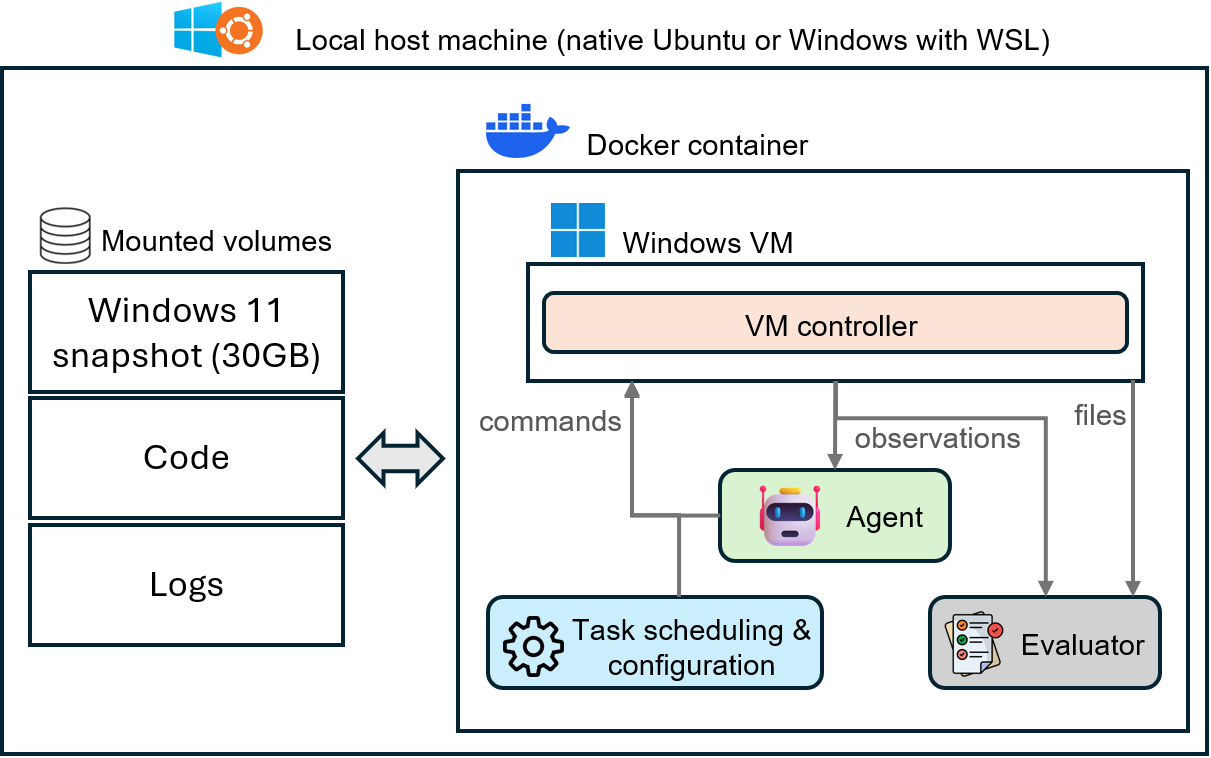 Local host machine (native Ubuntu or Windows with WSL)
Docker container
Mounted volumes
Windows VM
Windows 11
snapshot (30GB)
VM controller
Code
commands
observations
files
Agent
Logs
Task scheduling &
configuration
Evaluator